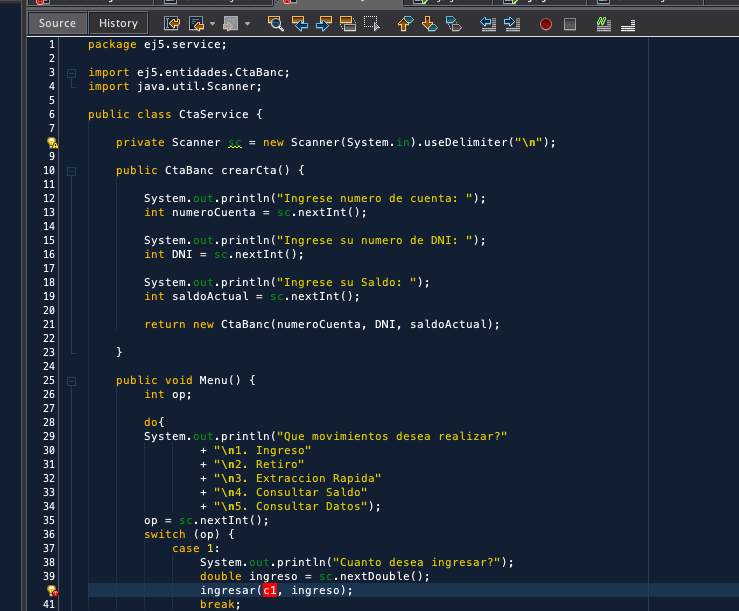 Source History
1 package ej5.service;
2
3 import ej5.entidades.CtaBanc;
4 import java.util.Scanner;
5
6 public class CtaService {
7
private Scanner sc = new Scanner(System.in).useDelimiter("\n");
9
10 public CtaBanc crearCta() {
11
12 System.out.println("Ingrese numero de cuenta: ");
13 int numeroCuenta = sc.nextInt();
14
15 System.out.println("Ingrese su numero de DNI: ");
16 int DNI = sc.nextInt();
17
18 System.out.println("Ingrese su Saldo: ");
19 int saldoActual = sc.nextInt();
20
21 return new CtaBanc(numeroCuenta, DNI, saldoActual);
22
23 }
24
25 public void Menu() {
26 int op;
27
28 do{
29 System.out.println("Que movimientos desea realizar?"
30 + "\n1. Ingreso"
31 + "\n2. Retiro"
32 + "\n3. Extraccion Rapida"
33 + "\n4. Consultar Saldo"
34 + "\n5. Consultar Datos");
35 op = sc.nextInt();
36 switch (op) {
37 case 1:
38 System.out.println("Cuanto desea ingresar?");
39 double ingreso = sc.nextDouble();
ingresar(c1, ingreso);
41 break;